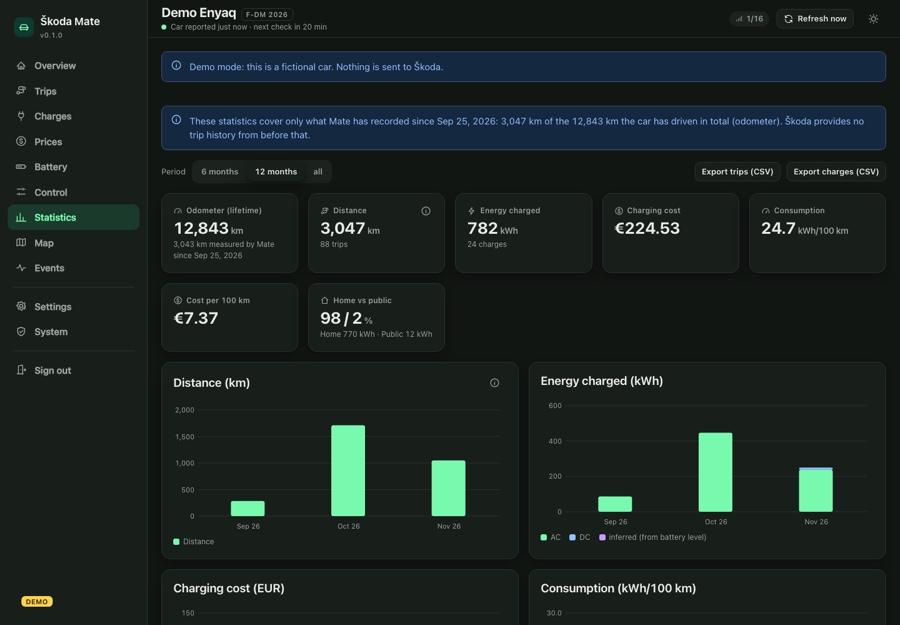 Škoda Mate
v0.1.0
Overview
Trips
Charges
Prices
Battery
Control
Statistics
Map
Events
Settings
System
Sign out
DEMO
Demo Enyaq F-DM 2026
Car reported just now · next check in 20 min
1/16
Refresh now
Demo mode: this is a fictional car. Nothing is sent to Škoda.
These statistics cover only what Mate has recorded since Sep 25, 2026: 3,047 km of the 12,843 km the car has driven in total (odometer). Škoda provides no
trip history from before that.
Period 6 months 12 months all
Export trips (CSV) Export charges (CSV)
Odometer (lifetime)
12,843 km
3,043 km measured by Mate
since Sep 25, 2026
Distance
3,047 km
88 trips
Energy charged
782 kWh
24 charges
Charging cost
€224.53
Consumption
24.7 kWh/100 km
Cost per 100 km
€7.37
Home vs public
98 / 2 %
Home 770 kWh · Public 12 kWh
Distance (km)
2,000
1,500
1,000
500
0
Sep 26 Oct 26 Nov 26
Distance
Energy charged (kWh)
600
400
200
0
Sep 26 Oct 26 Nov 26
AC DC inferred (from battery level)
Charging cost (EUR)
150
Consumption (kWh/100 km)
30.0